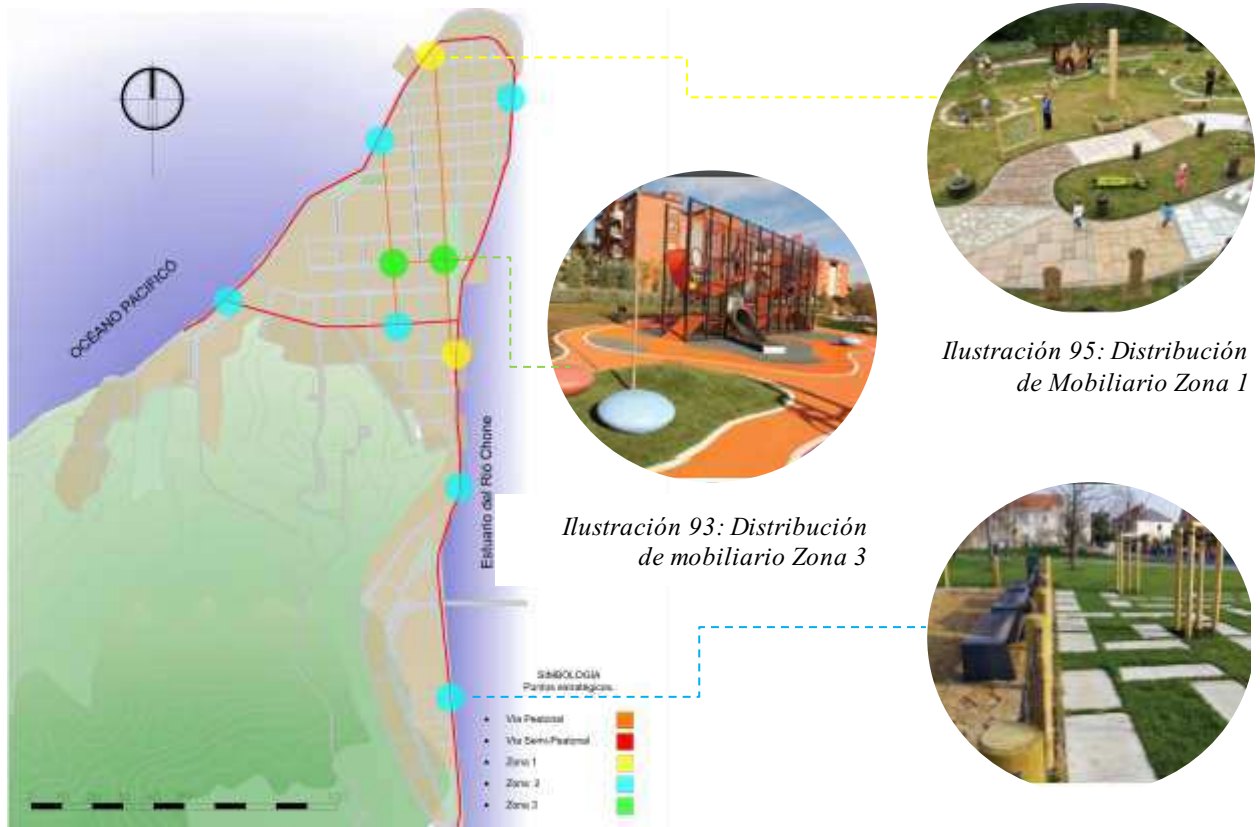 OCEANO PACIFICO
Estuario del Río Chone
SIMBOLOGIA
Puntos estratégicos.
• Vía Peatonal
• Vía Semi-Peatonal
• Zona 1
• Zona 2
• Zona 3
Ilustración 93: Distribución
de mobiliario Zona 3
Ilustración 95: Distribución
de Mobiliario Zona 1